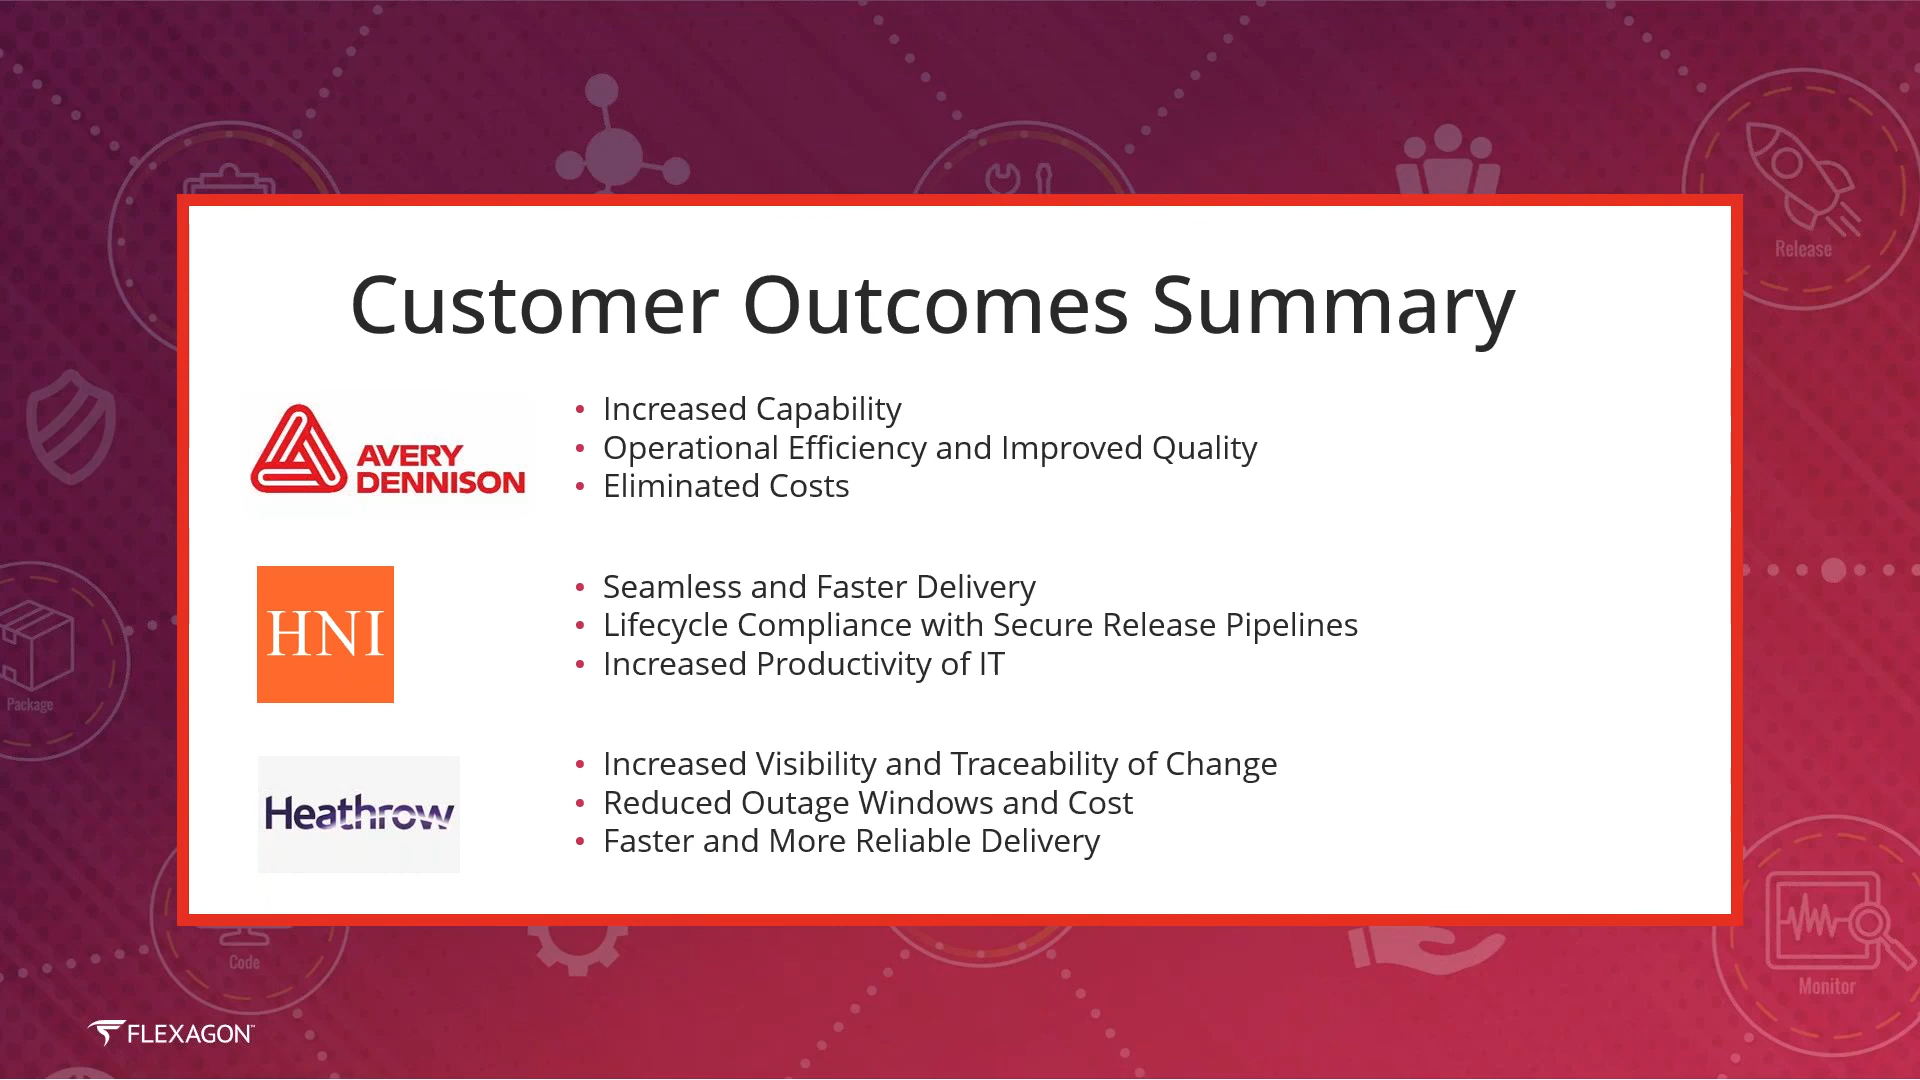 Release
Customer Outcomes Summary
AVERY
DENNISON
• Increased Capability
• Operational Efficiency and Improved Quality
• Eliminated Costs
HNI
• Seamless and Faster Delivery
• Lifecycle Compliance with Secure Release Pipelines
• Increased Productivity of IT
Package
Heathrow
• Increased Visibility and Traceability of Change
• Reduced Outage Windows and Cost
• Faster and More Reliable Delivery
Code
Monitor
FLEXAGON™